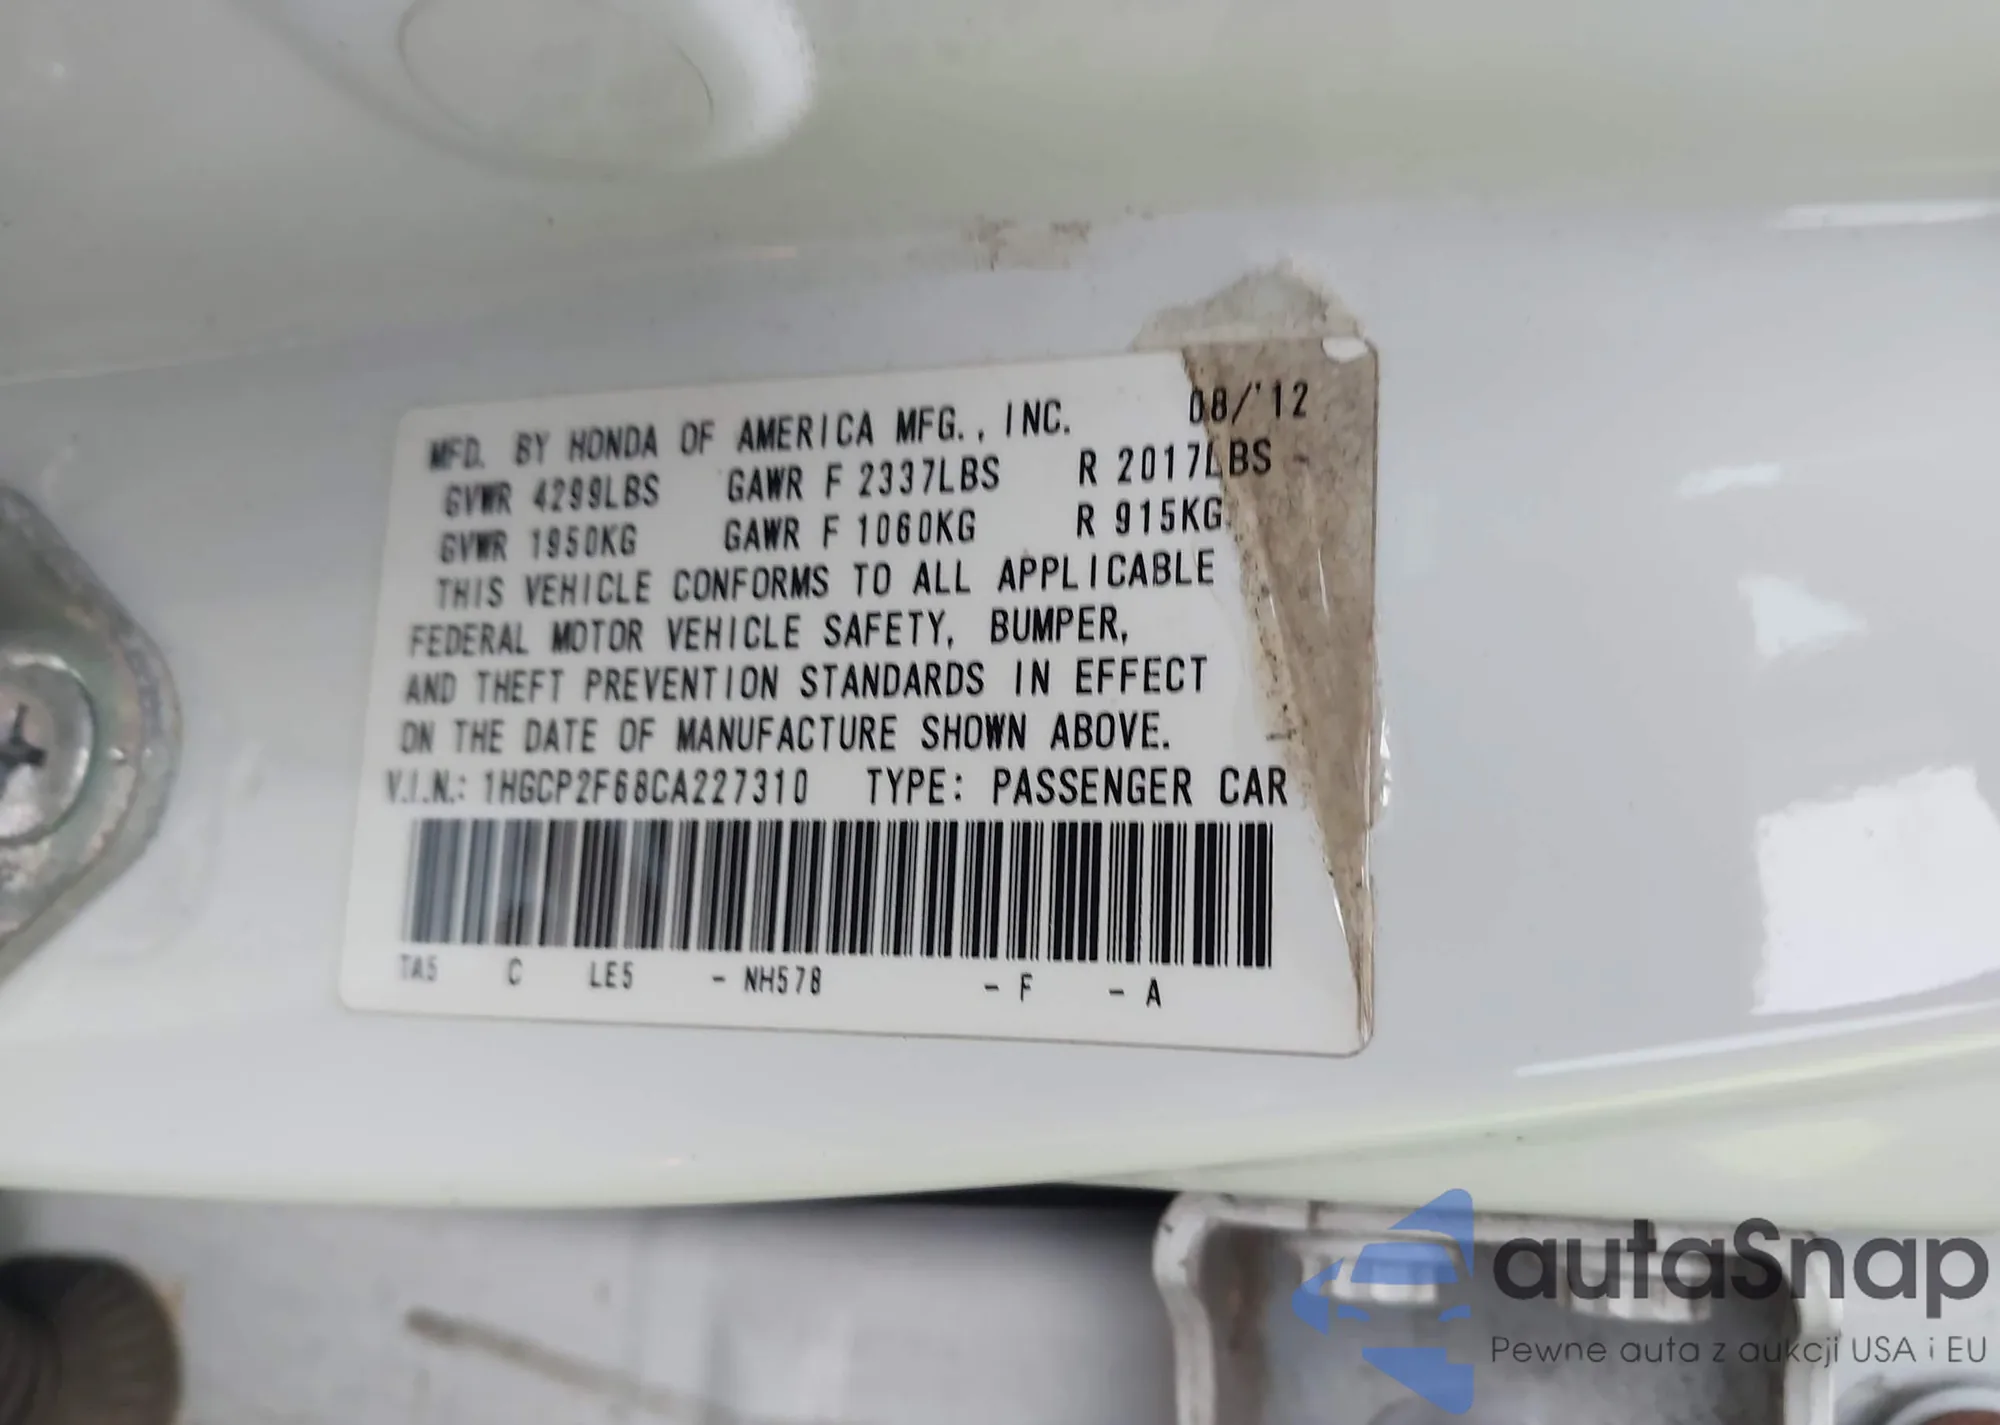 MFD. BY HONDA OF AMERICA MFG., INC. 08/'12
GVWR 4299LBS GAWR F 2337LBS R 2017LBS
GVWR 1950KG GAWR F 1060KG R 915KG
THIS VEHICLE CONFORMS TO ALL APPLICABLE
FEDERAL MOTOR VEHICLE SAFETY, BUMPER,
AND THEFT PREVENTION STANDARDS IN EFFECT
ON THE DATE OF MANUFACTURE SHOWN ABOVE.
V.I.N.: 1HGCP2F68CA227310 TYPE: PASSENGER CAR
TA5 C LE5 - NH578 - F - A
autaSnap
Pewne auta z aukcji USA i EU